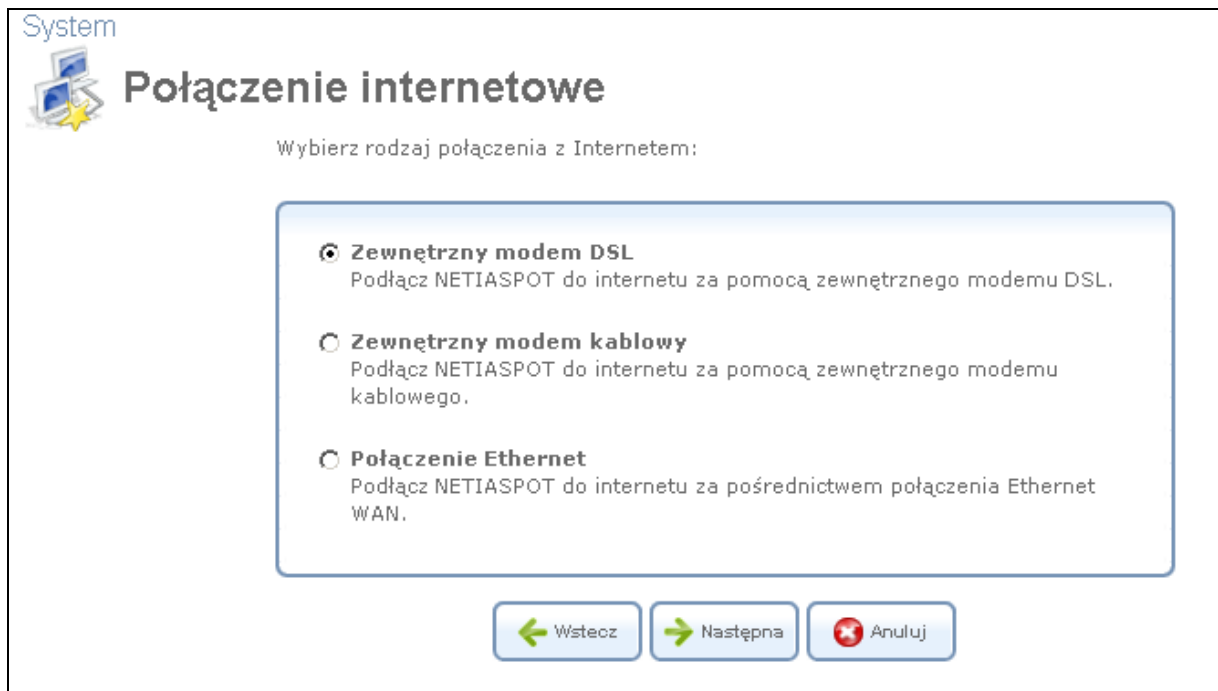 System
Połączenie internetowe
Wybierz rodzaj połączenia z Internetem:
Zewnętrzny modem DSL
Podłącz NETIASPOT do internetu za pomocą zewnętrznego modemu DSL.
Zewnętrzny modem kablowy
Podłącz NETIASPOT do internetu za pomocą zewnętrznego modemu
kablowego.
Połączenie Ethernet
Podłącz NETIASPOT do internetu za pośrednictwem połączenia Ethernet
WAN.
Wstecz Następna Anuluj